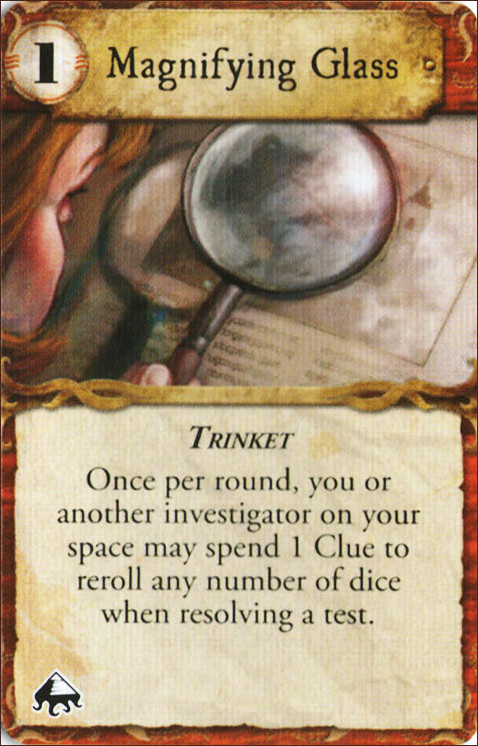 1
Magnifying Glass
Trinket
Once per round, you or
another investigator on your
space may spend 1 Clue to
reroll any number of dice
when resolving a test.